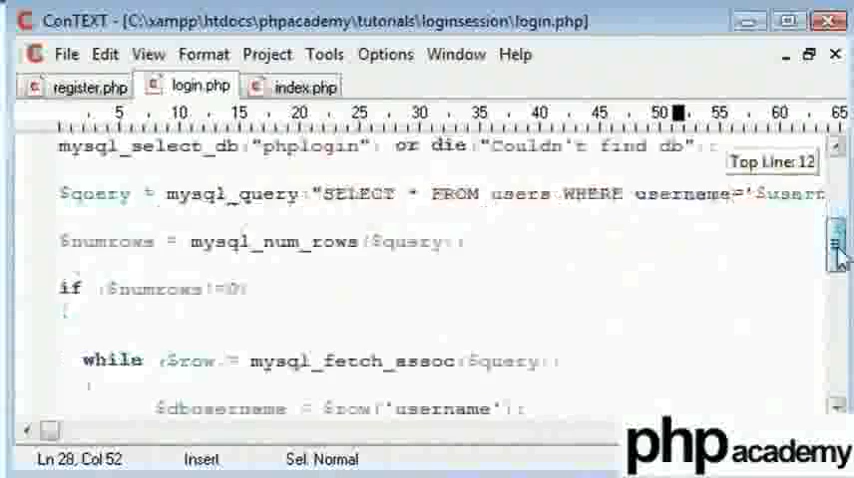 ConTEXT - [C:\xampp\htdocs\phpacademy\tutorials\loginsession\login.php]
File Edit View Format Project Tools Options Window Help
register.php login.php index.php
5 10 15 20 25 30 35 40 45 50 55 60 65
mysql_select_db("phplogin") or die("Couldn't find db");
Top Line: 12
$query = mysql_query("SELECT * FROM users WHERE username='$usern
$numrows = mysql_num_rows($query);
if ($numrows!=0)
{
while ($row = mysql_fetch_assoc($query))
{
$dbusername = $row['username'];
Ln 28, Col 52 Insert Sel: Normal
php academy